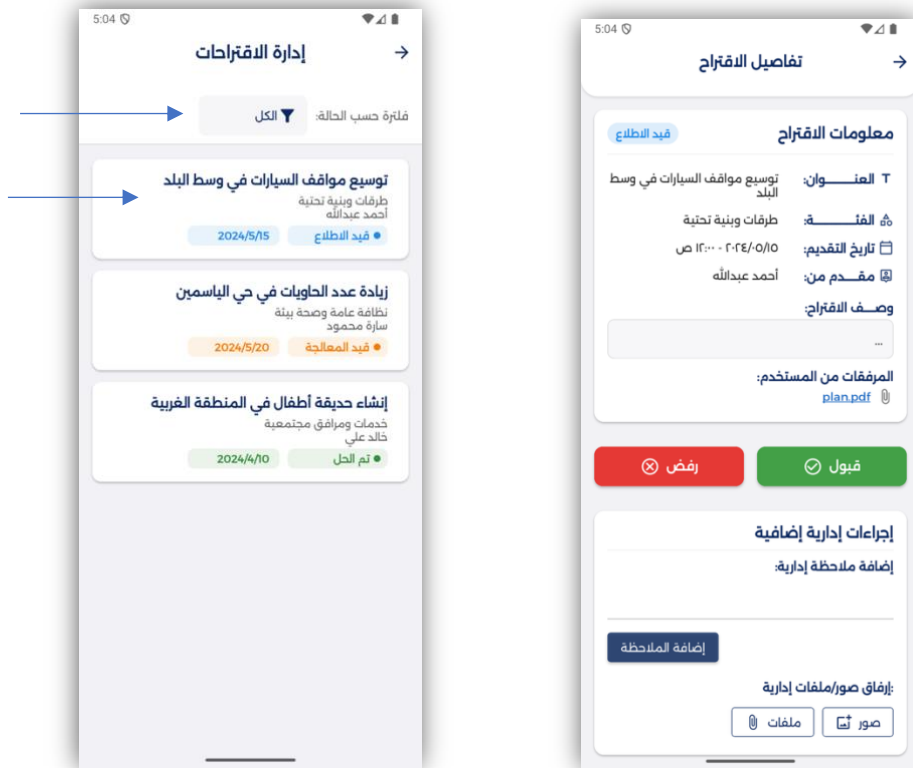 5:04
إدارة الاقتراحات
فلترة حسب الحالة:
الكل
توسيع مواقف السيارات في وسط البلد
طرقات وبنية تحتية
أحمد عبدالله
قيد الاطلاع
2024/5/15
زيادة عدد الحاويات في حي الياسمين
نظافة عامة وصحة بيئة
سارة محمود
قيد المعالجة
2024/5/20
إنشاء حديقة أطفال في المنطقة الغربية
خدمات ومرافق مجتمعية
خالد علي
تم الحل
2024/4/10
5:04
تفاصيل الاقتراح
معلومات الاقتراح
قيد الاطلاع
العنـــــــوان: توسيع مواقف السيارات في وسط
البلد
الفئـــــــــة: طرقات وبنية تحتية
تاريخ التقديم: ٢٠٢٤/٠٥/١٥ - ١٢:٠٠ ص
مقـــدم من: أحمد عبدالله
وصـــف الاقتراح:
...
المرفقات من المستخدم:
plan.pdf
قبول
رفض
إجراءات إدارية إضافية
إضافة ملاحظة إدارية:
إضافة الملاحظة
:إرفاق صور/ملفات إدارية
صور
ملفات